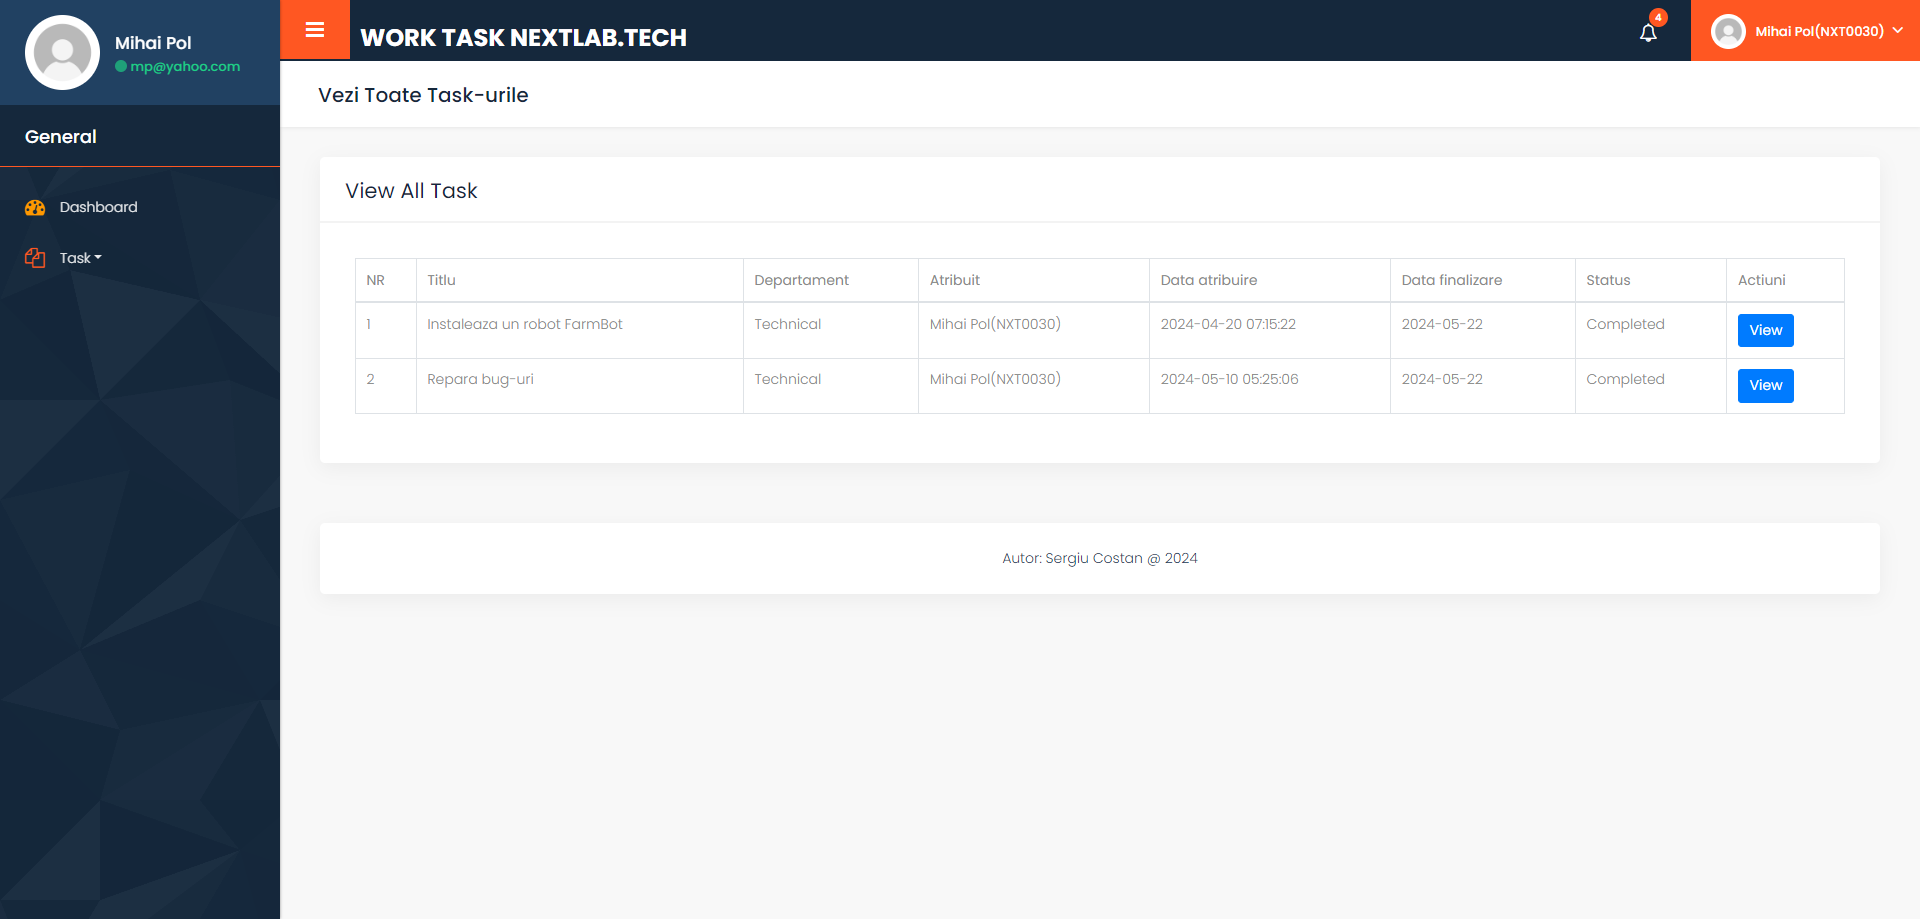 Mihai Pol
mp@yahoo.com
General
Dashboard
Task
WORK TASK NEXTLAB.TECH
4
Mihai Pol(NXT0030)
Vezi Toate Task-urile
View All Task
NR Titlu Departament Atribuit Data atribuire Data finalizare Status Actiuni
1 Instaleaza un robot FarmBot Technical Mihai Pol(NXT0030) 2024-04-20 07:15:22 2024-05-22 Completed View
2 Repara bug-uri Technical Mihai Pol(NXT0030) 2024-05-10 05:25:06 2024-05-22 Completed View
Autor: Sergiu Costan @ 2024